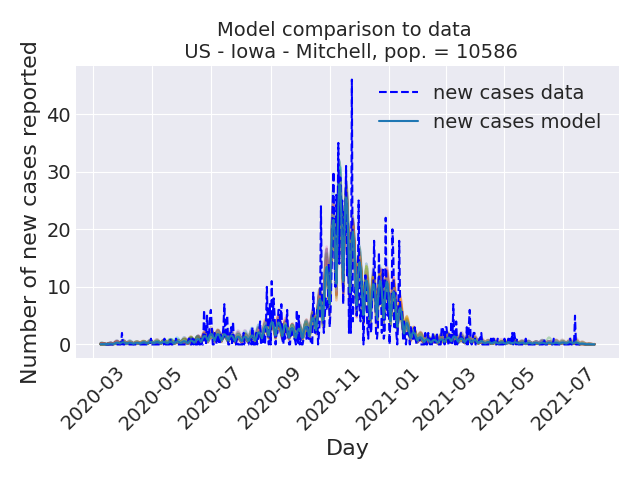 Model comparison to data
US - Iowa - Mitchell, pop. = 10586
Number of new cases reported
40
30
20
10
0
new cases data
new cases model
2020-03
2020-05
2020-07
2020-09
2020-11
2021-01
2021-03
2021-05
2021-07
Day